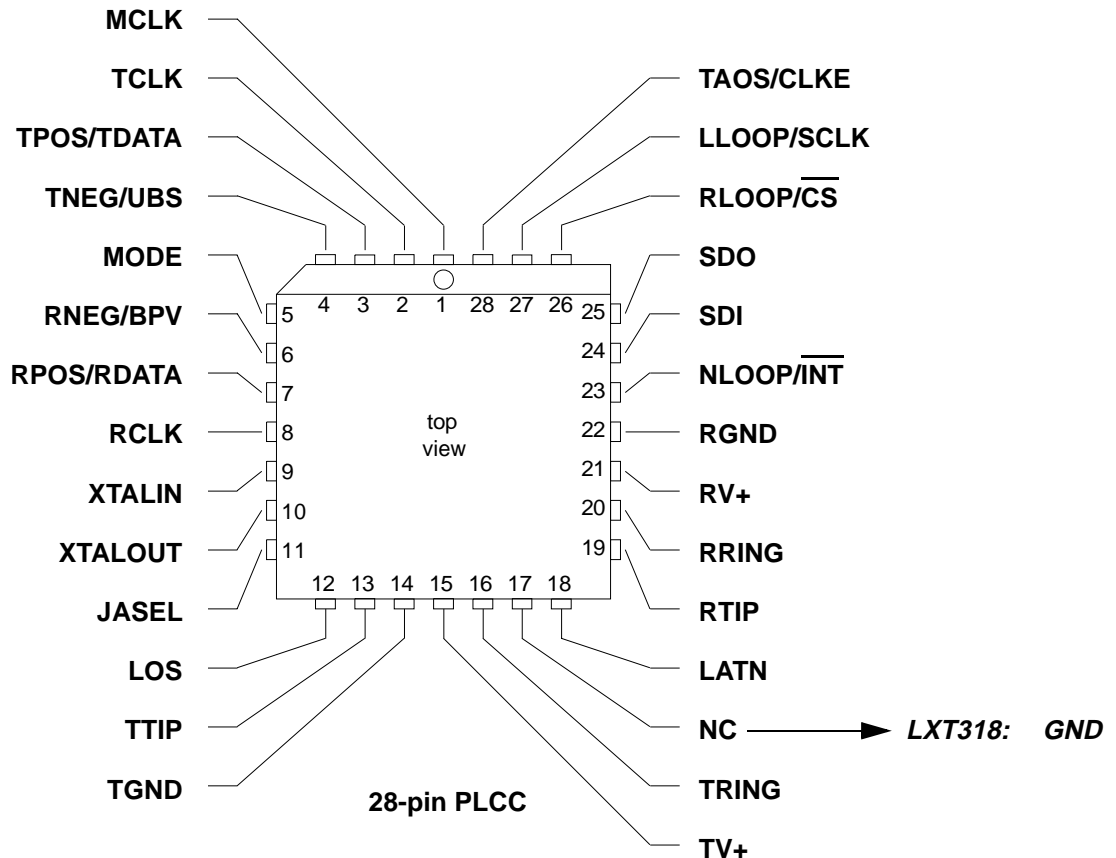 MCLK
TCLK
TPOS/TDATA
TNEG/UBS
MODE
RNEG/BPV
RPOS/RDATA
RCLK
XTALIN
XTALOUT
JASEL
LOS
TTIP
TGND
TAOS/CLKE
LLOOP/SCLK
RLOOP/C̅S̅
SDO
SDI
NLOOP/I̅N̅T̅
RGND
RV+
RRING
RTIP
LATN
NC LXT318: GND
TRING
TV+
4 3 2 1 28 27 26
5
6
7
8
9
10
11
25
24
23
22
21
20
19
12 13 14 15 16 17 18
top
view
28-pin PLCC